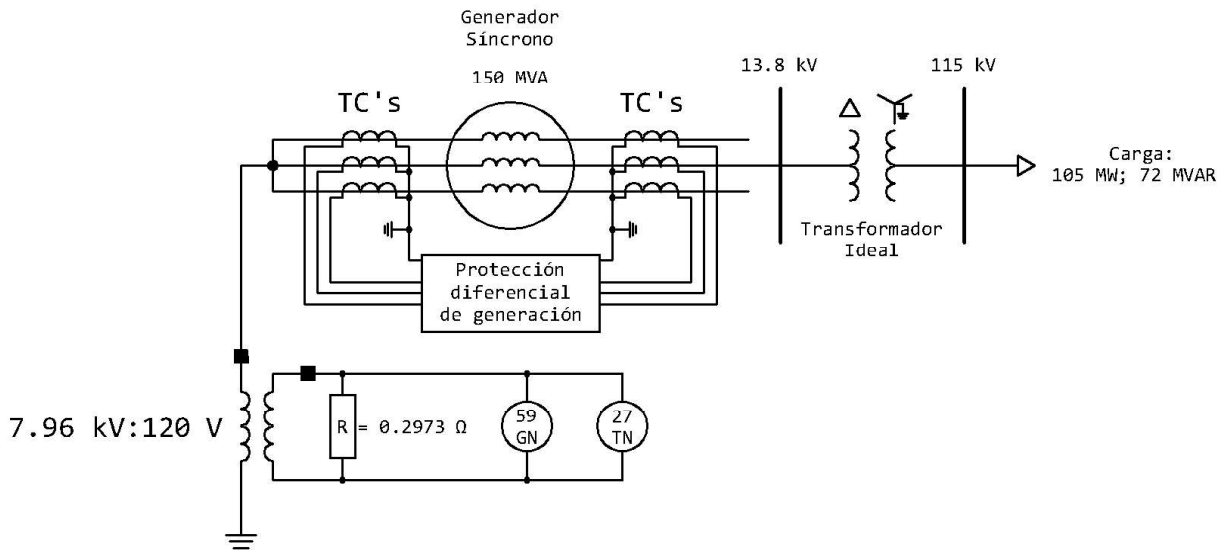 Generador
Síncrono
150 MVA
13.8 kV
115 kV
TC's
TC's
Carga:
105 MW; 72 MVAR
Transformador
Ideal
Protección
diferencial
de generación
7.96 kV:120 V
R = 0.2973 Ω
59
GN
27
TN